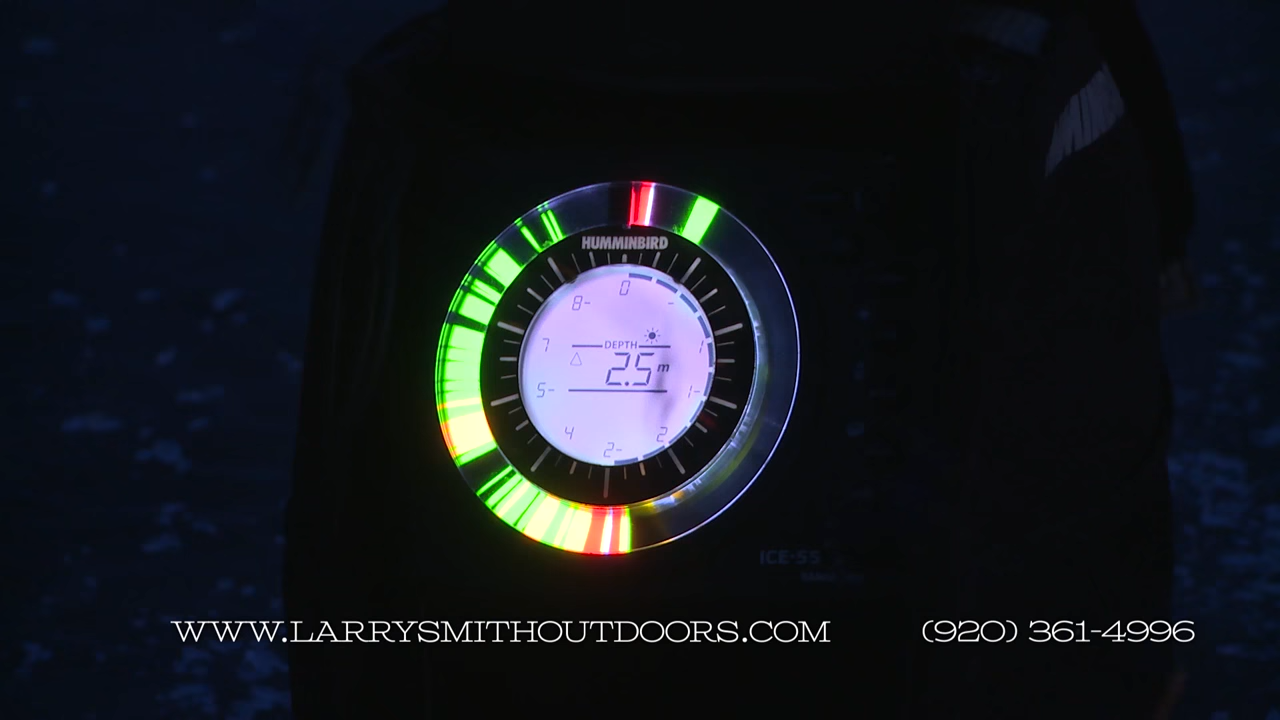 HUMMINBIRD
0
8-
-
7
1
DEPTH
2.5 m
5-
1-
4
2
2-
ICE-55
WWW.LARRYSMITHOUTDOORS.COM (920) 361-4996